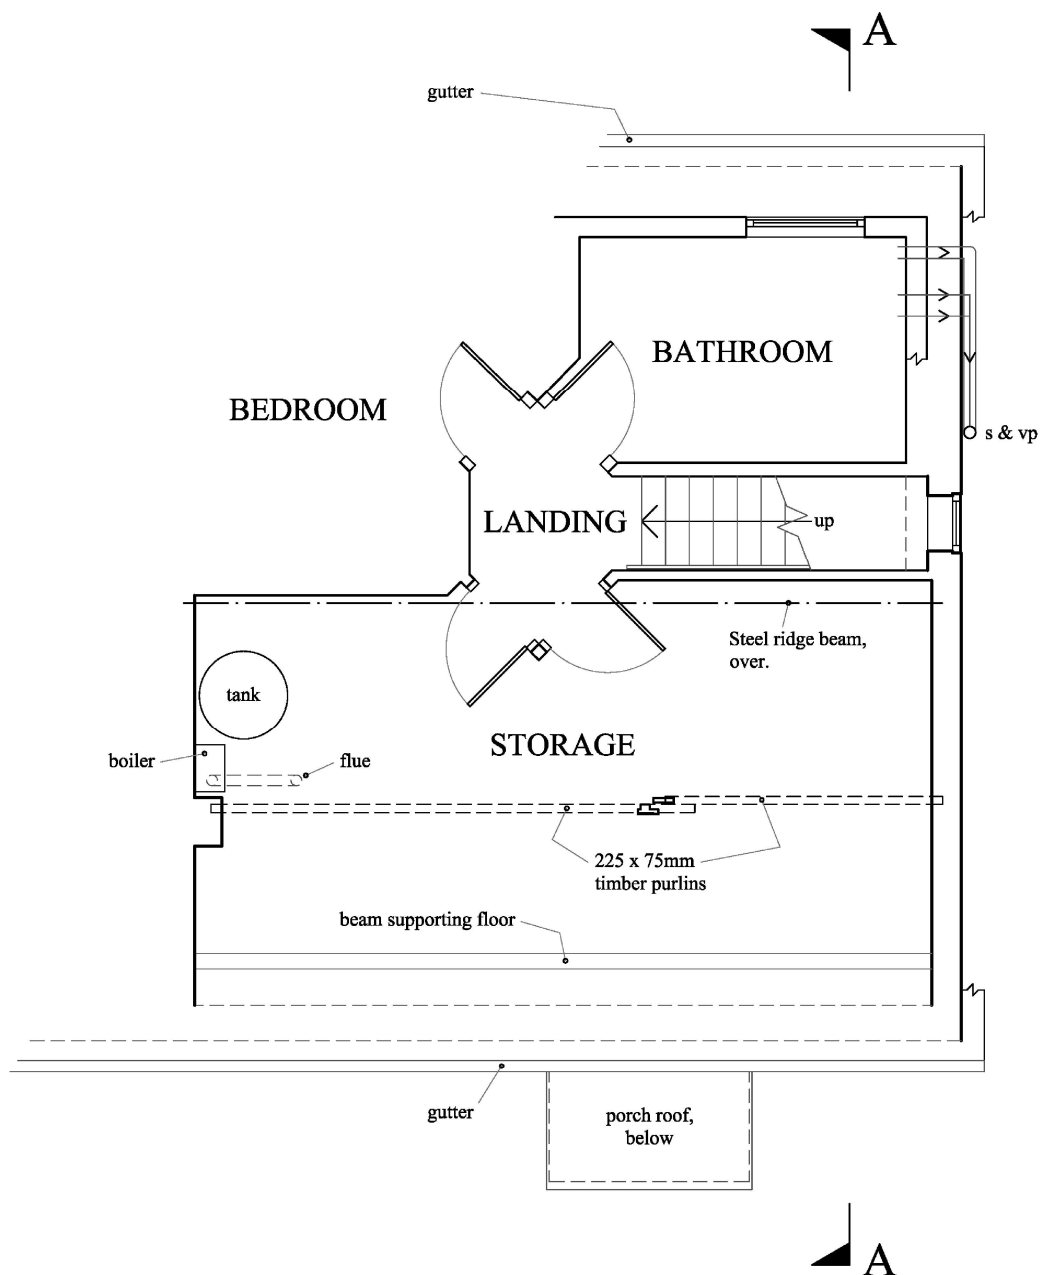 A
gutter
BATHROOM
BEDROOM
s & vp
LANDING
up
Steel ridge beam,
over.
tank
STORAGE
boiler
flue
225 x 75mm
timber purlins
beam supporting floor
gutter
porch roof,
below
A